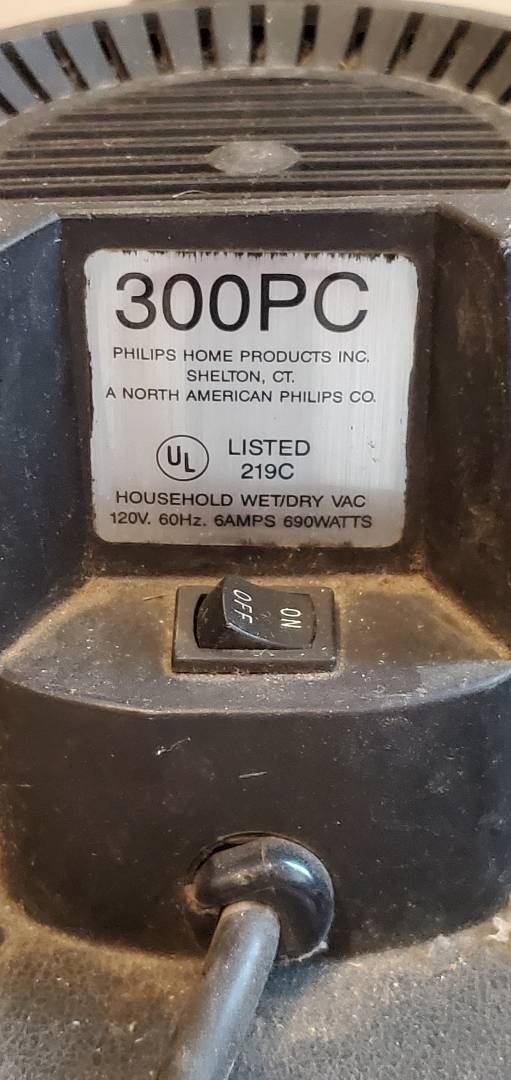 300PC
PHILIPS HOME PRODUCTS INC.
SHELTON, CT.
A NORTH AMERICAN PHILIPS CO.
UL LISTED
219C
HOUSEHOLD WET/DRY VAC
120V. 60Hz. 6AMPS 690WATTS
OFF ON